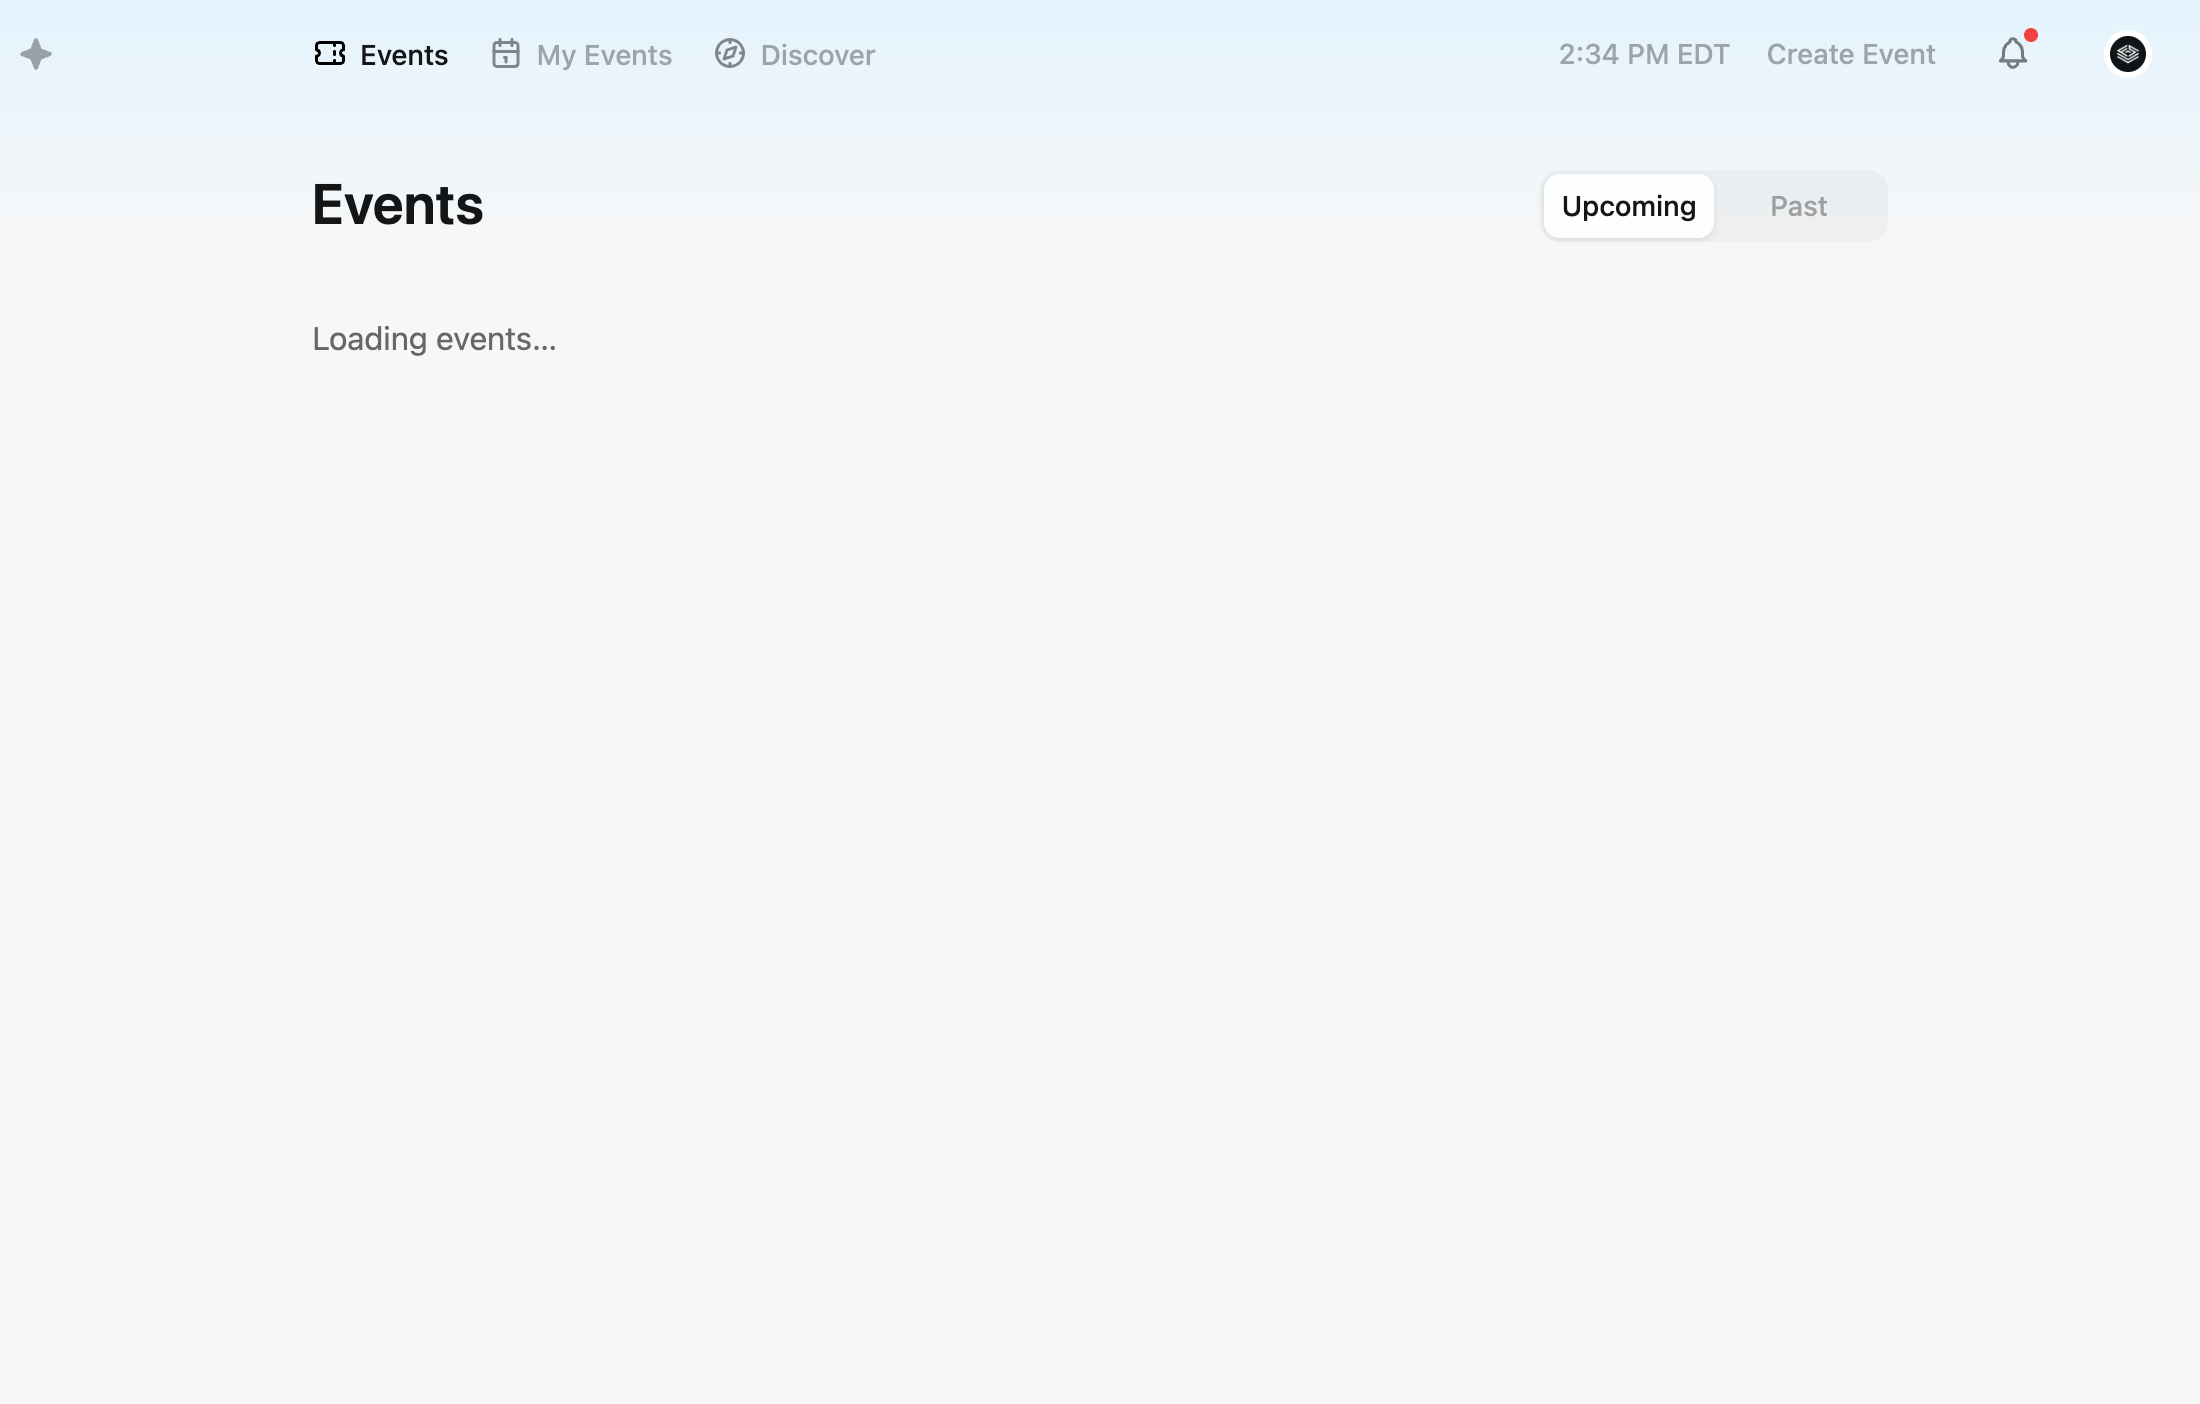 Events
My Events
Discover
2:34 PM EDT
Create Event
Events
Upcoming
Past
Loading events...